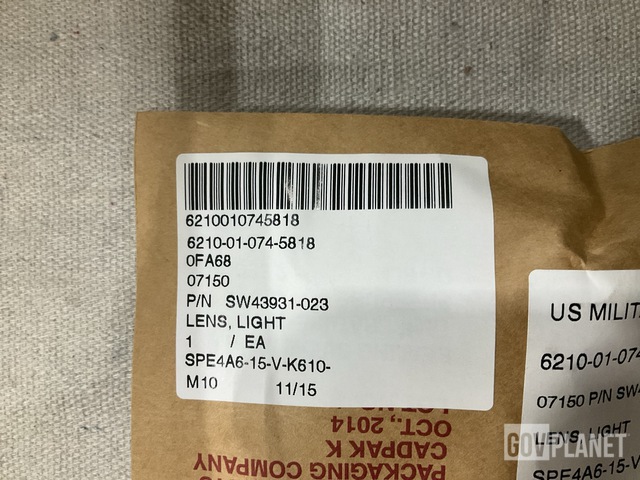 6210010745818
6210-01-074-5818
0FA68
07150
P/N SW43931-023
LENS, LIGHT
1 / EA
SPE4A6-15-V-K610-
M10 11/15
US MILIT
6210-01-074
07150 P/N SW4
LENS, LIGHT
SPE4A6-15-V
OCT., 2014
CADPAK K
PACKAGING COMPANY
GOVPLANET